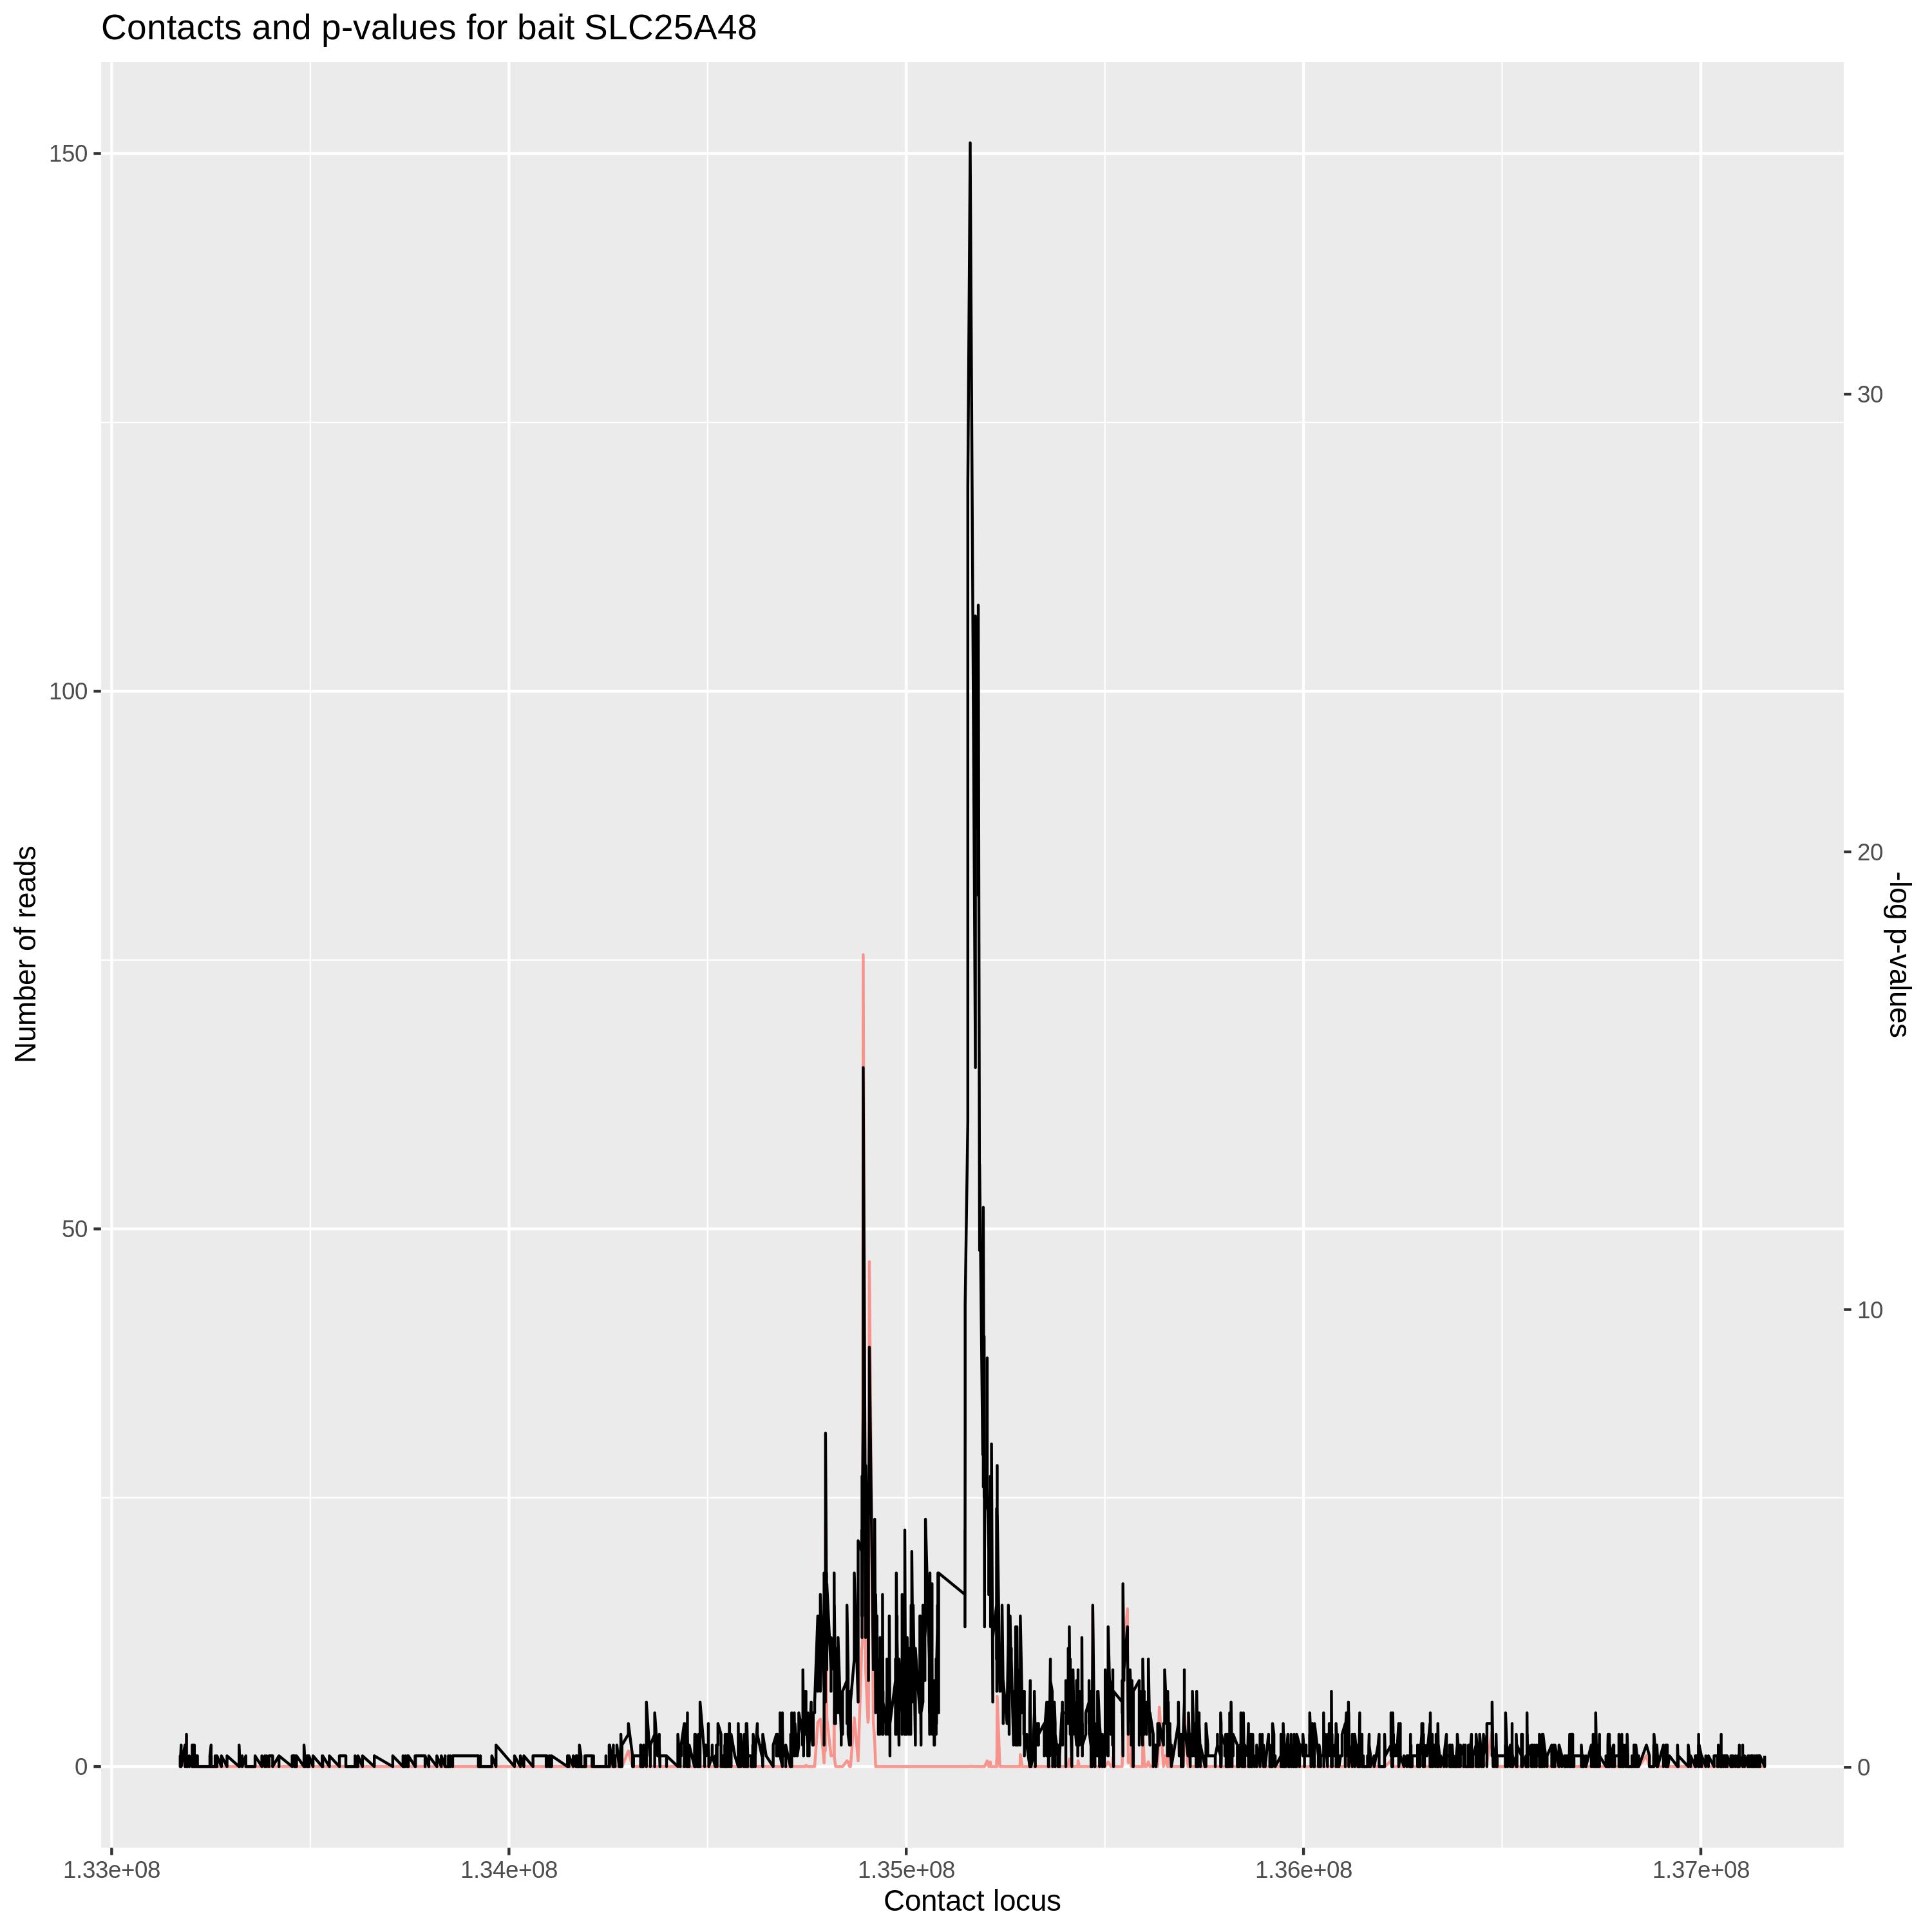 Contacts and p-values for bait SLC25A48
150
100
50
0
Number of reads
30
20
10
0
-log p-values
1.33e+08
1.34e+08
1.35e+08
1.36e+08
1.37e+08
Contact locus